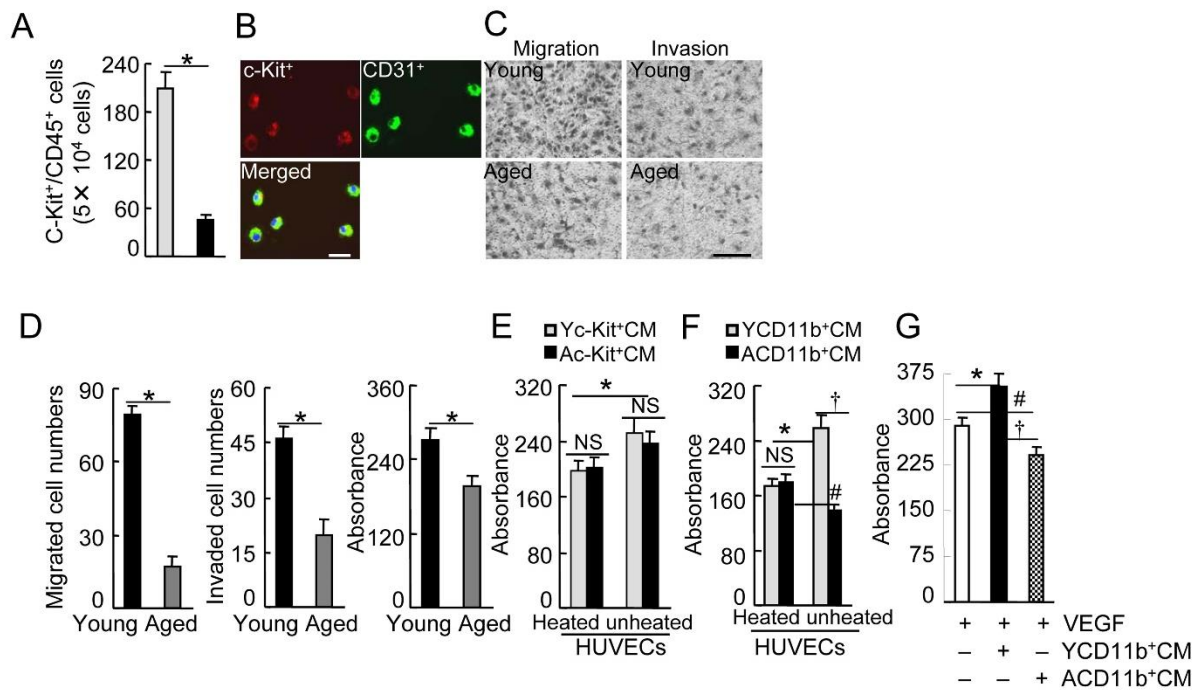 A
C-Kit⁺/CD45⁺ cells
(5× 10⁴ cells)
240
180
120
60
0
*
B
c-Kit⁺
CD31⁺
Merged
C
Migration
Invasion
Young
Young
Aged
Aged
D
Migrated cell numbers
90
60
30
0
*
Young Aged
Invaded cell numbers
60
45
30
15
0
*
Young Aged
Absorbance
360
240
120
0
*
Young Aged
E
Yc-Kit⁺CM
Ac-Kit⁺CM
Absorbance
320
240
160
80
0
*
NS
NS
Heated unheated
HUVECs
F
YCD11b⁺CM
ACD11b⁺CM
Absorbance
320
240
160
80
0
NS
*
†
#
Heated unheated
HUVECs
G
Absorbance
375
300
225
150
75
0
*
#
†
+ + + VEGF
– + – YCD11b⁺CM
– – + ACD11b⁺CM